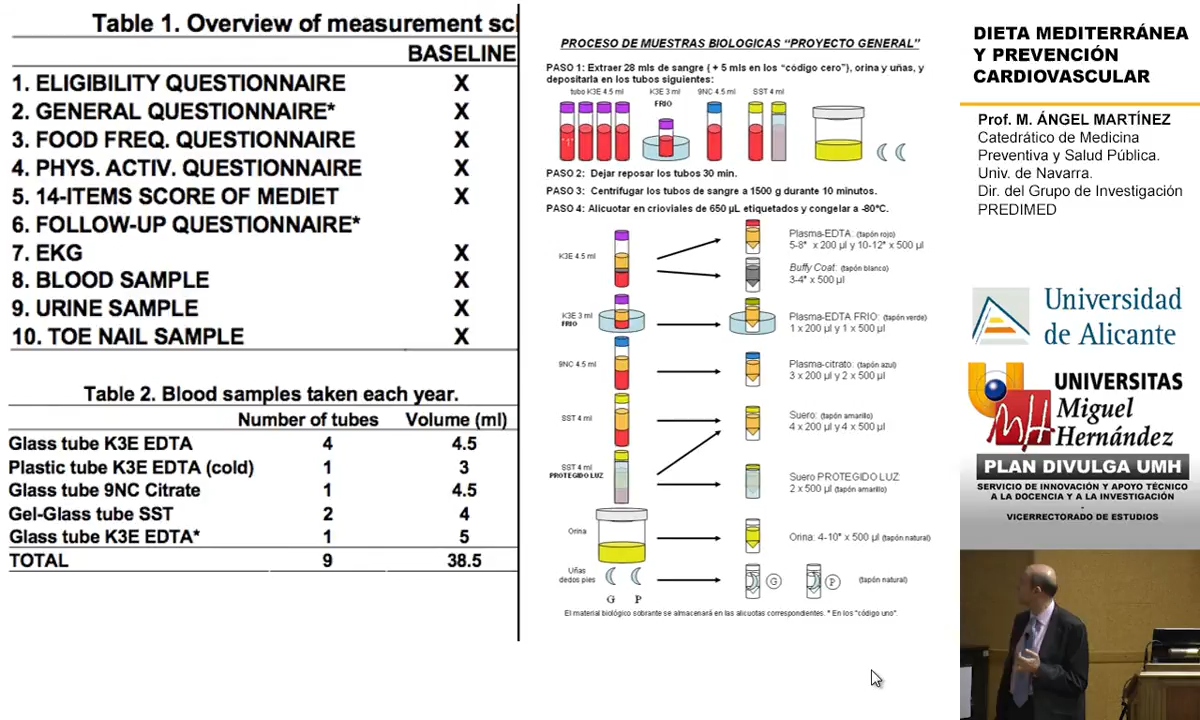 Table 1. Overview of measurement scl
BASELINE
1. ELIGIBILITY QUESTIONNAIRE X
2. GENERAL QUESTIONNAIRE* X
3. FOOD FREQ. QUESTIONNAIRE X
4. PHYS. ACTIV. QUESTIONNAIRE X
5. 14-ITEMS SCORE OF MEDIET X
6. FOLLOW-UP QUESTIONNAIRE*
7. EKG X
8. BLOOD SAMPLE X
9. URINE SAMPLE X
10. TOE NAIL SAMPLE X
Table 2. Blood samples taken each year.
Number of tubes Volume (ml)
Glass tube K3E EDTA 4 4.5
Plastic tube K3E EDTA (cold) 1 3
Glass tube 9NC Citrate 1 4.5
Gel-Glass tube SST 2 4
Glass tube K3E EDTA* 1 5
TOTAL 9 38.5
PROCESO DE MUESTRAS BIOLOGICAS “PROYECTO GENERAL”
PASO 1: Extraer 28 mls de sangre ( + 5 mls en los “código cero”), orina y uñas, y
depositarla en los tubos siguientes:
tubo K3E 4.5 ml K3E 3 ml 9NC 4.5 ml SST 4 ml
FRIO
PASO 2: Dejar reposar los tubos 30 min.
PASO 3: Centrifugar los tubos de sangre a 1500 g durante 10 minutos.
PASO 4: Alicuotar en crioviales de 650 µL etiquetados y congelar a -80ºC.
K3E 4.5 ml
Plasma-EDTA: (tapón rojo)
5-8* x 200 µl y 10-12* x 500 µl
Buffy Coat: (tapón blanco)
3-4* x 500 µl
K3E 3 ml
FRIO
Plasma-EDTA FRIO: (tapón verde)
1 x 200 µl y 1 x 500 µl
9NC 4.5 ml
Plasma-citrato: (tapón azul)
3 x 200 µl y 2 x 500 µl
SST 4 ml
Suero: (tapón amarillo)
4 x 200 µl y 4 x 500 µl
SST 4 ml
PROTEGIDO LUZ
Suero PROTEGIDO LUZ
2 x 500 µl (tapón amarillo)
Orina
Orina: 4-10* x 500 µl (tapón natural)
Uñas
dedos pies
G P
G P
(tapón natural)
El material biológico sobrante se almacenará en las alicuotas correspondientes. * En los "código uno".
DIETA MEDITERRÁNEA
Y PREVENCIÓN
CARDIOVASCULAR
Prof. M. ÁNGEL MARTÍNEZ
Catedrático de Medicina
Preventiva y Salud Pública.
Univ. de Navarra.
Dir. del Grupo de Investigación
PREDIMED
Universidad
de Alicante
UNIVERSITAS
Miguel
Hernández
PLAN DIVULGA UMH
SERVICIO DE INNOVACIÓN Y APOYO TÉCNICO
A LA DOCENCIA Y A LA INVESTIGACIÓN
-
VICERRECTORADO DE ESTUDIOS